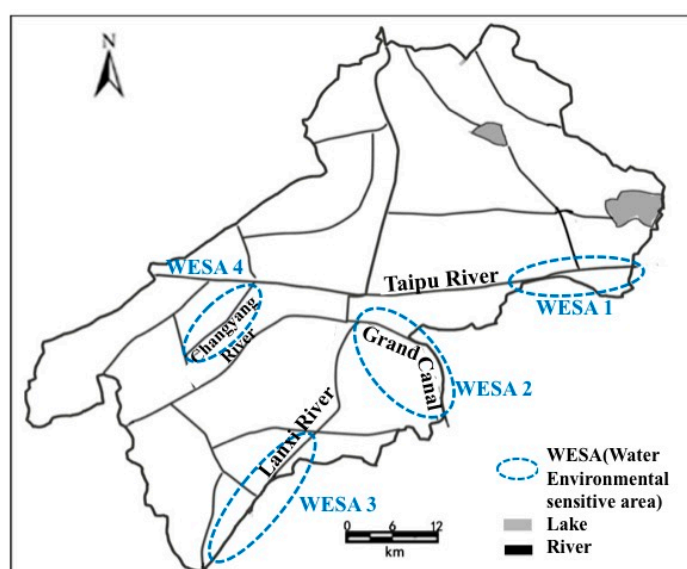 N
WESA 4
Taipu River
WESA 1
Changyang
River
Grand Canal
WESA 2
Lanxi River
WESA 3
WESA(Water
Environmental
sensitive area)
Lake
River
0 6 12
km